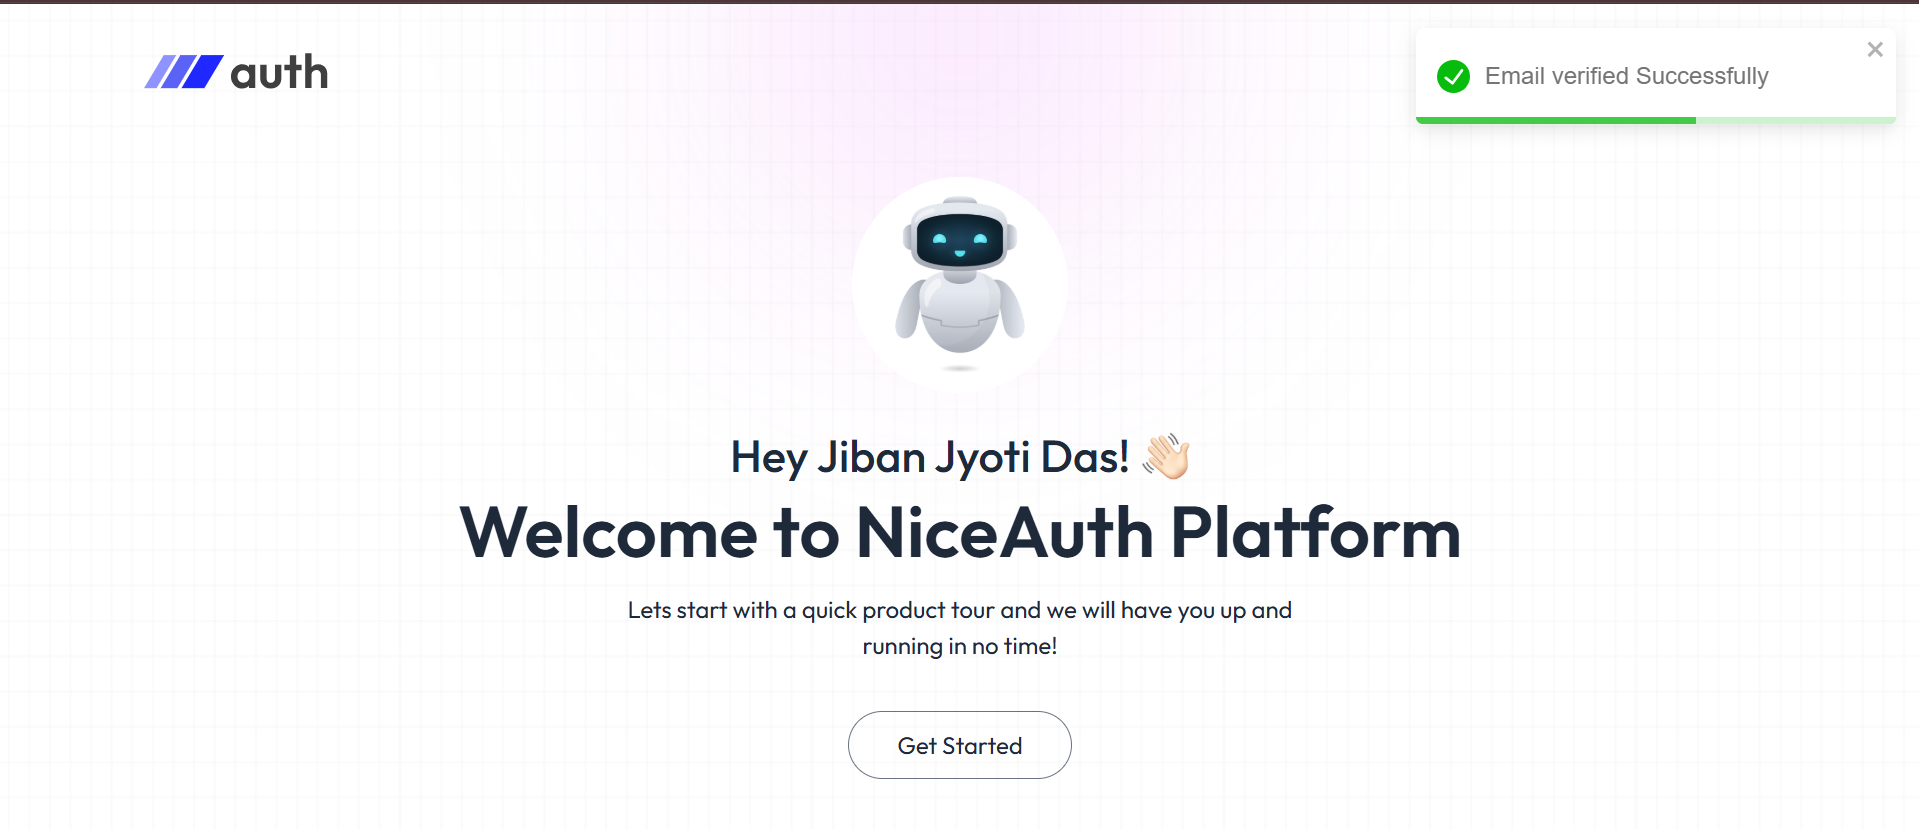 auth
Email verified Successfully
Hey Jiban Jyoti Das! 👋🏻
Welcome to NiceAuth Platform
Lets start with a quick product tour and we will have you up and
running in no time!
Get Started